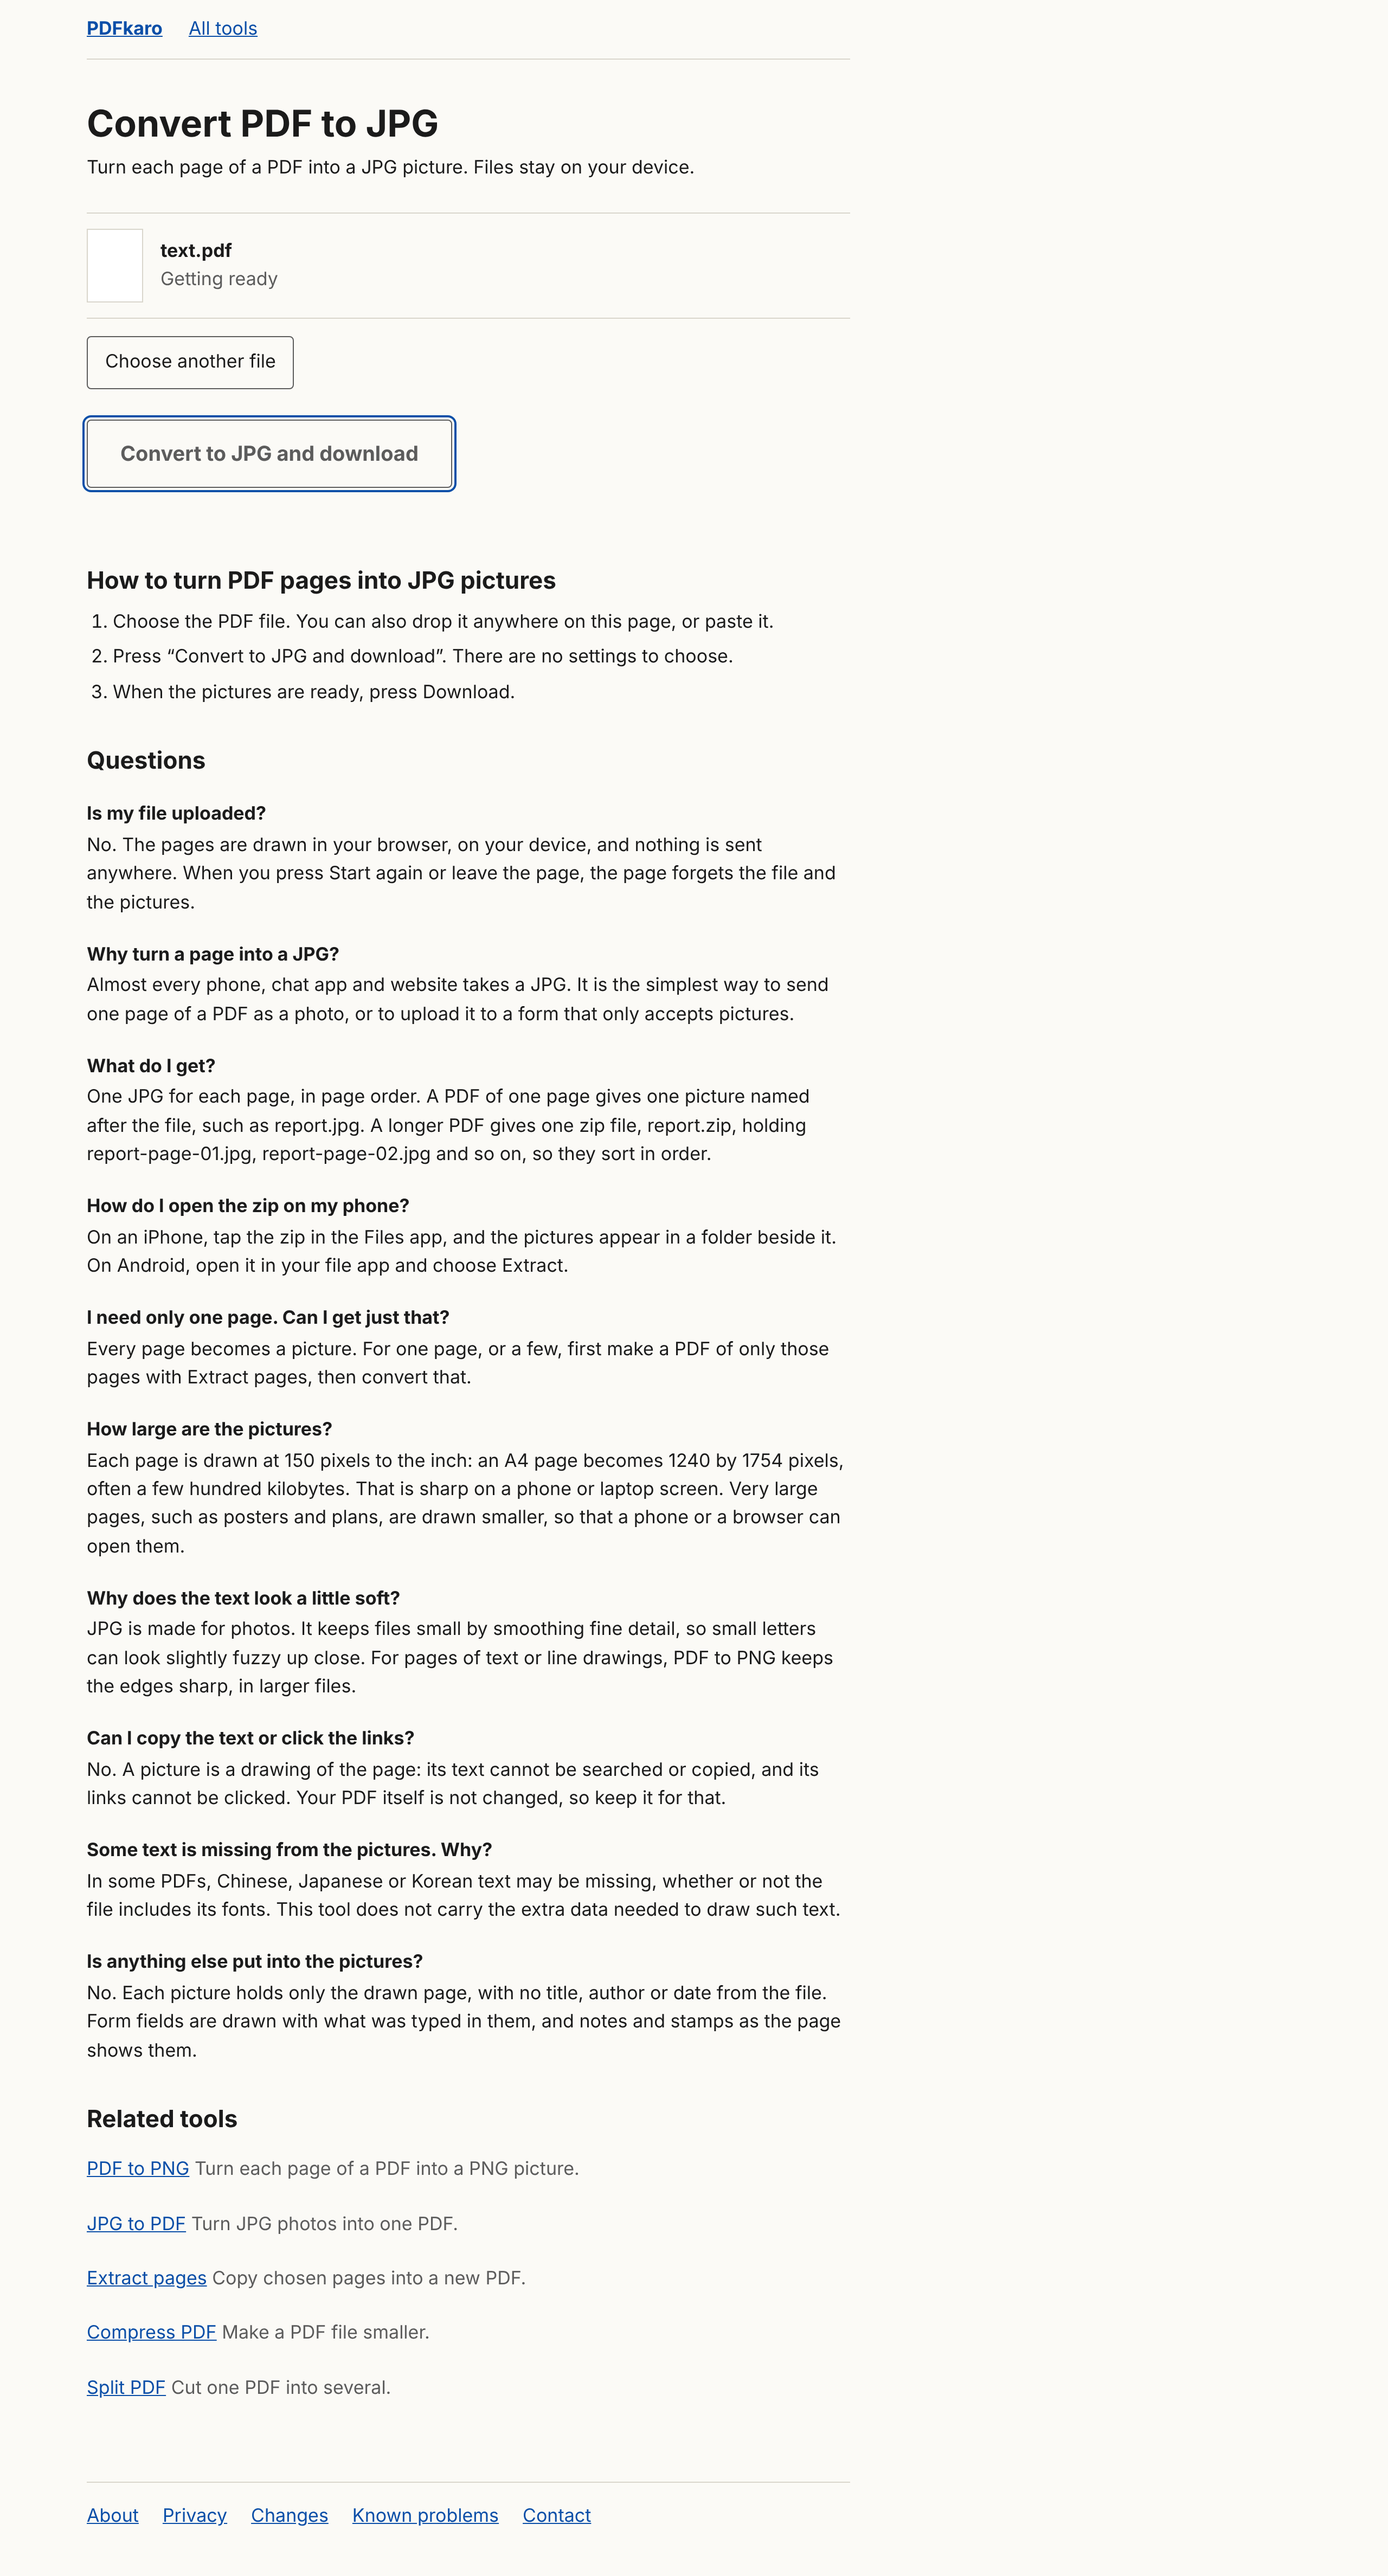 PDFkaro All tools
Convert PDF to JPG
Turn each page of a PDF into a JPG picture. Files stay on your device.
text.pdf
Getting ready
Choose another file
Convert to JPG and download
How to turn PDF pages into JPG pictures
1. Choose the PDF file. You can also drop it anywhere on this page, or paste it.
2. Press “Convert to JPG and download”. There are no settings to choose.
3. When the pictures are ready, press Download.
Questions
Is my file uploaded?
No. The pages are drawn in your browser, on your device, and nothing is sent
anywhere. When you press Start again or leave the page, the page forgets the file and
the pictures.
Why turn a page into a JPG?
Almost every phone, chat app and website takes a JPG. It is the simplest way to send
one page of a PDF as a photo, or to upload it to a form that only accepts pictures.
What do I get?
One JPG for each page, in page order. A PDF of one page gives one picture named
after the file, such as report.jpg. A longer PDF gives one zip file, report.zip, holding
report-page-01.jpg, report-page-02.jpg and so on, so they sort in order.
How do I open the zip on my phone?
On an iPhone, tap the zip in the Files app, and the pictures appear in a folder beside it.
On Android, open it in your file app and choose Extract.
I need only one page. Can I get just that?
Every page becomes a picture. For one page, or a few, first make a PDF of only those
pages with Extract pages, then convert that.
How large are the pictures?
Each page is drawn at 150 pixels to the inch: an A4 page becomes 1240 by 1754 pixels,
often a few hundred kilobytes. That is sharp on a phone or laptop screen. Very large
pages, such as posters and plans, are drawn smaller, so that a phone or a browser can
open them.
Why does the text look a little soft?
JPG is made for photos. It keeps files small by smoothing fine detail, so small letters
can look slightly fuzzy up close. For pages of text or line drawings, PDF to PNG keeps
the edges sharp, in larger files.
Can I copy the text or click the links?
No. A picture is a drawing of the page: its text cannot be searched or copied, and its
links cannot be clicked. Your PDF itself is not changed, so keep it for that.
Some text is missing from the pictures. Why?
In some PDFs, Chinese, Japanese or Korean text may be missing, whether or not the
file includes its fonts. This tool does not carry the extra data needed to draw such text.
Is anything else put into the pictures?
No. Each picture holds only the drawn page, with no title, author or date from the file.
Form fields are drawn with what was typed in them, and notes and stamps as the page
shows them.
Related tools
PDF to PNG Turn each page of a PDF into a PNG picture.
JPG to PDF Turn JPG photos into one PDF.
Extract pages Copy chosen pages into a new PDF.
Compress PDF Make a PDF file smaller.
Split PDF Cut one PDF into several.
About Privacy Changes Known problems Contact